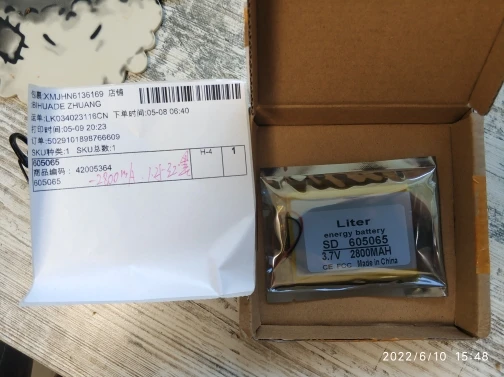 包裹:XMJHN6136169 店铺
:BHUADE ZHUANG
运单:LK034023116CN 下单时间:05-08 06:40
打印时间:05-09 20:23
订单:5029101898766609
SKU种类:1 SKU总数:1
605065 H-4 1
商品编码: 42005364
605065
Liter
energy battery
SD 605065
3.7V 2800MAH
CE FCC Made in China
2022/6/10 15:48